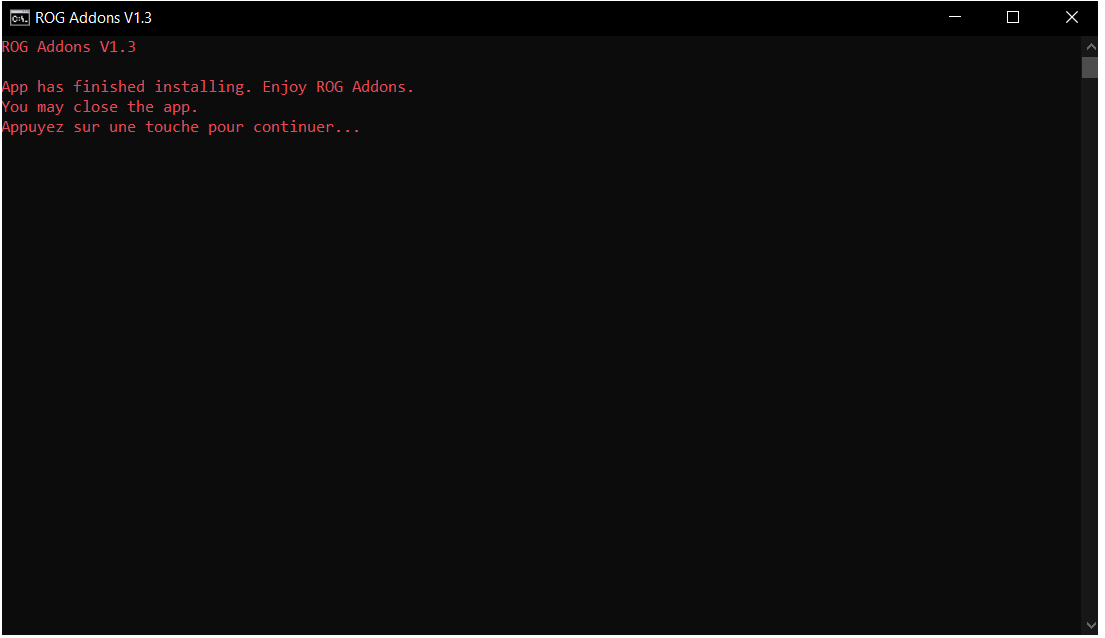 ROG Addons V1.3
ROG Addons V1.3
App has finished installing. Enjoy ROG Addons.
You may close the app.
Appuyez sur une touche pour continuer...